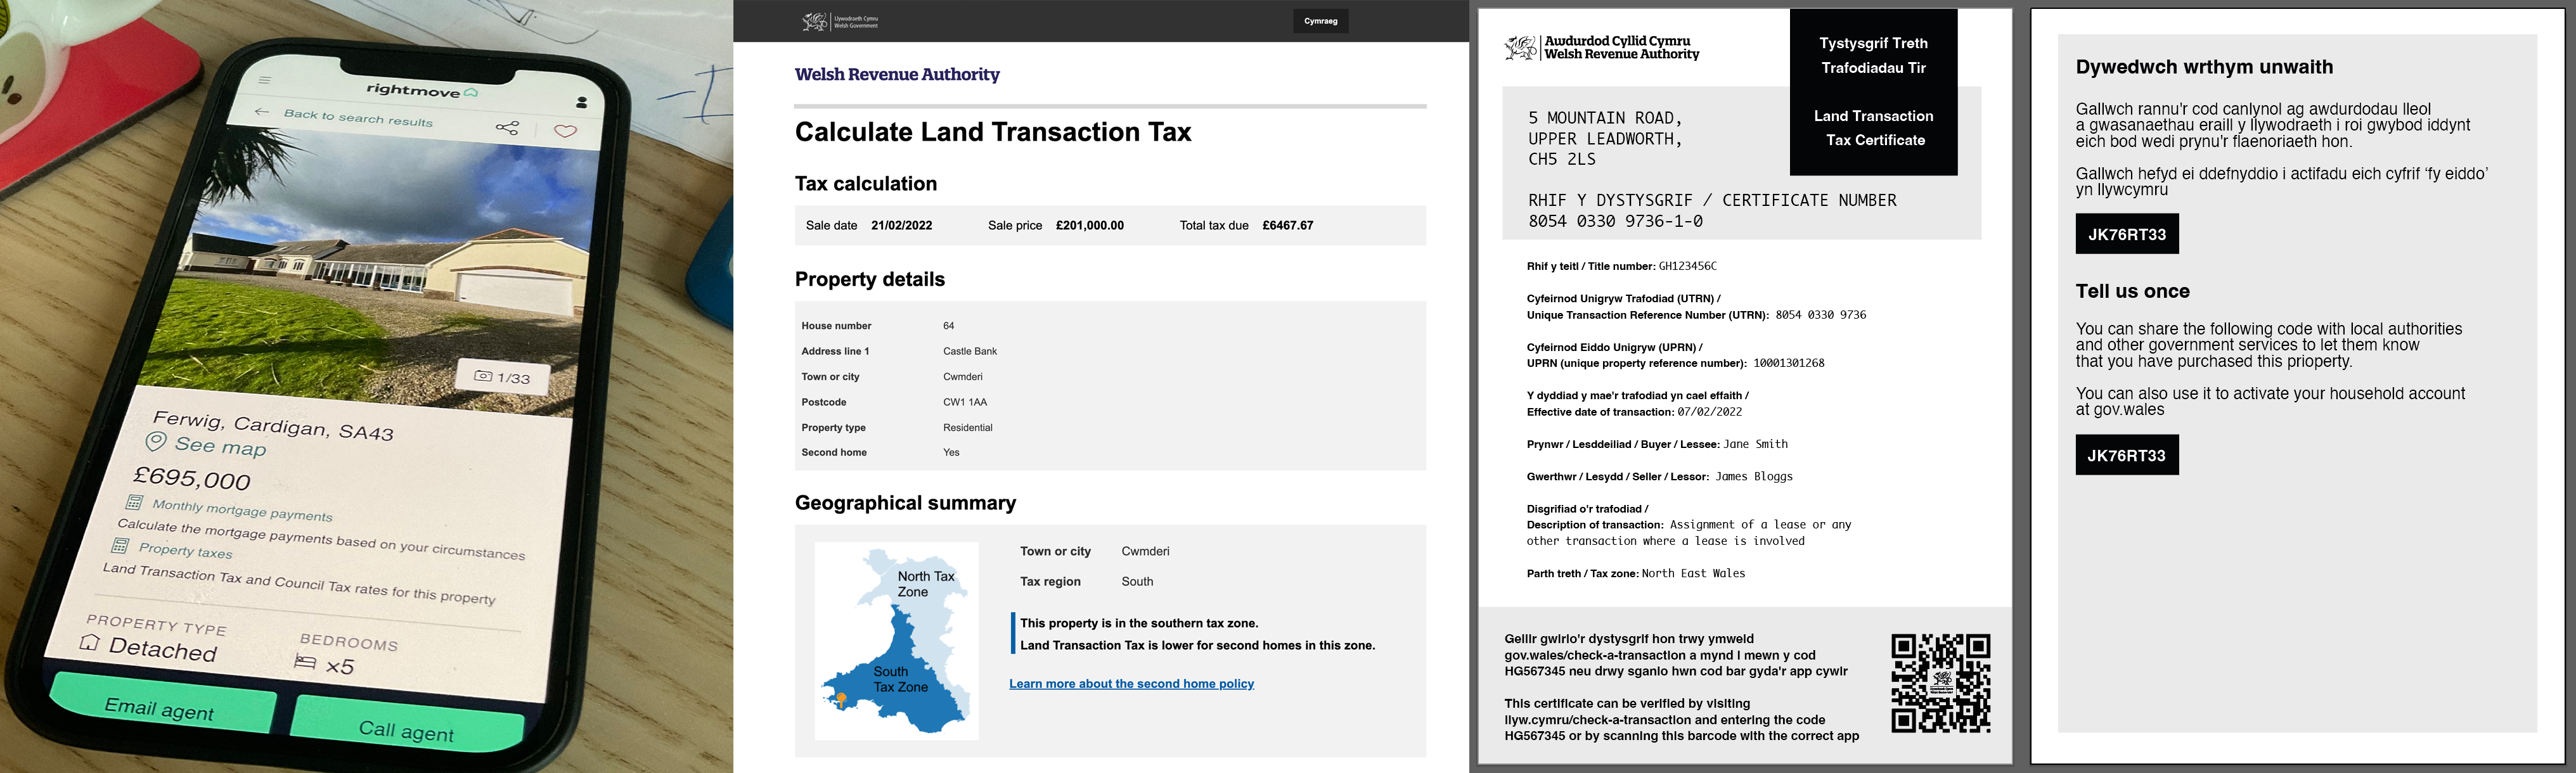 rightmove
Back to search results
1/33
Ferwig, Cardigan, SA43
See map
£695,000
Monthly mortgage payments
Calculate the mortgage payments based on your circumstances
Property taxes
Land Transaction Tax and Council Tax rates for this property
PROPERTY TYPE
Detached
BEDROOMS
×5
Email agent
Call agent
Llywodraeth Cymru
Welsh Government
Cymraeg
Welsh Revenue Authority
Calculate Land Transaction Tax
Tax calculation
Sale date 21/02/2022 Sale price £201,000.00 Total tax due £6467.67
Property details
House number 64
Address line 1 Castle Bank
Town or city Cwmderi
Postcode CW1 1AA
Property type Residential
Second home Yes
Geographical summary
North Tax
Zone
South
Tax Zone
Town or city Cwmderi
Tax region South
This property is in the southern tax zone.
Land Transaction Tax is lower for second homes in this zone.
Learn more about the second home policy
Awdurdod Cyllid Cymru
Welsh Revenue Authority
Tystysgrif Treth
Trafodiadau Tir
Land Transaction
Tax Certificate
5 MOUNTAIN ROAD,
UPPER LEADWORTH,
CH5 2LS
RHIF Y DYSTYSGRIF / CERTIFICATE NUMBER
8054 0330 9736-1-0
Rhif y teitl / Title number: GH123456C
Cyfeirnod Unigryw Trafodiad (UTRN) /
Unique Transaction Reference Number (UTRN): 8054 0330 9736
Cyfeirnod Eiddo Unigryw (UPRN) /
UPRN (unique property reference number): 10001301268
Y dyddiad y mae'r trafodiad yn cael effaith /
Effective date of transaction: 07/02/2022
Prynwr / Lesddeiliad / Buyer / Lessee: Jane Smith
Gwerthwr / Lesydd / Seller / Lessor: James Bloggs
Disgrifiad o'r trafodiad /
Description of transaction: Assignment of a lease or any
other transaction where a lease is involved
Parth treth / Tax zone: North East Wales
Gellir gwirio'r dystysgrif hon trwy ymweld
gov.wales/check-a-transaction a mynd i mewn y cod
HG567345 neu drwy sganio hwn cod bar gyda'r app cywir
This certificate can be verified by visiting
llyw.cymru/check-a-transaction and entering the code
HG567345 or by scanning this barcode with the correct app
Dywedwch wrthym unwaith
Gallwch rannu'r cod canlynol ag awdurdodau lleol
a gwasanaethau eraill y llywodraeth i roi gwybod iddynt
eich bod wedi prynu'r flaenoriaeth hon.
Gallwch hefyd ei ddefnyddio i actifadu eich cyfrif ‘fy eiddo’
yn llywcymru
JK76RT33
Tell us once
You can share the following code with local authorities
and other government services to let them know
that you have purchased this prioperty.
You can also use it to activate your household account
at gov.wales
JK76RT33